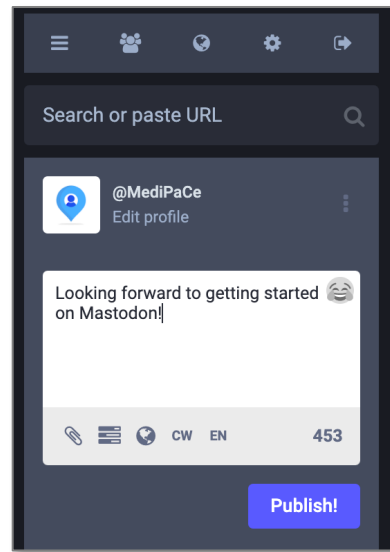 Search or paste URL
@MediPaCe
Edit profile
Looking forward to getting started
on Mastodon!
CW EN 453
Publish!